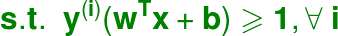 s.t. y⁽ⁱ⁾(wᵀx + b) ⩾ 1, ∀ i